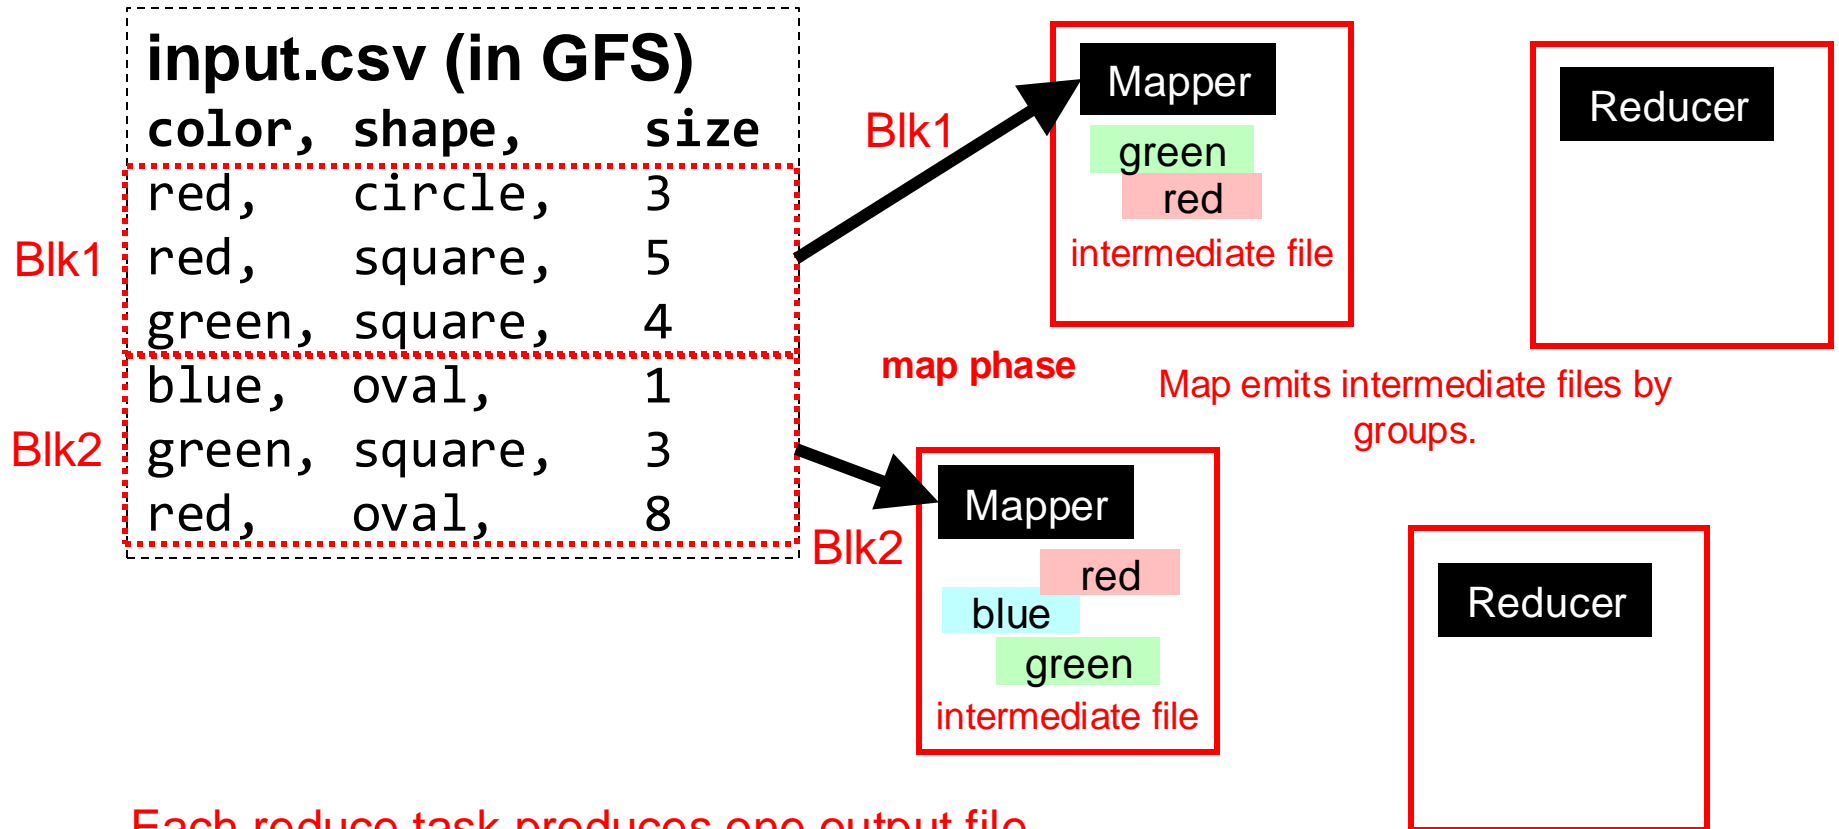 input.csv (in GFS)
color, shape, size
red, circle, 3
red, square, 5
green, square, 4
blue, oval, 1
green, square, 3
red, oval, 8
Blk1
Blk2
Blk1
Blk2
map phase
Mapper
green
red
intermediate file
Mapper
red
blue
green
intermediate file
Reducer
Map emits intermediate files by
groups.
Reducer
Each reduce task produces one output file